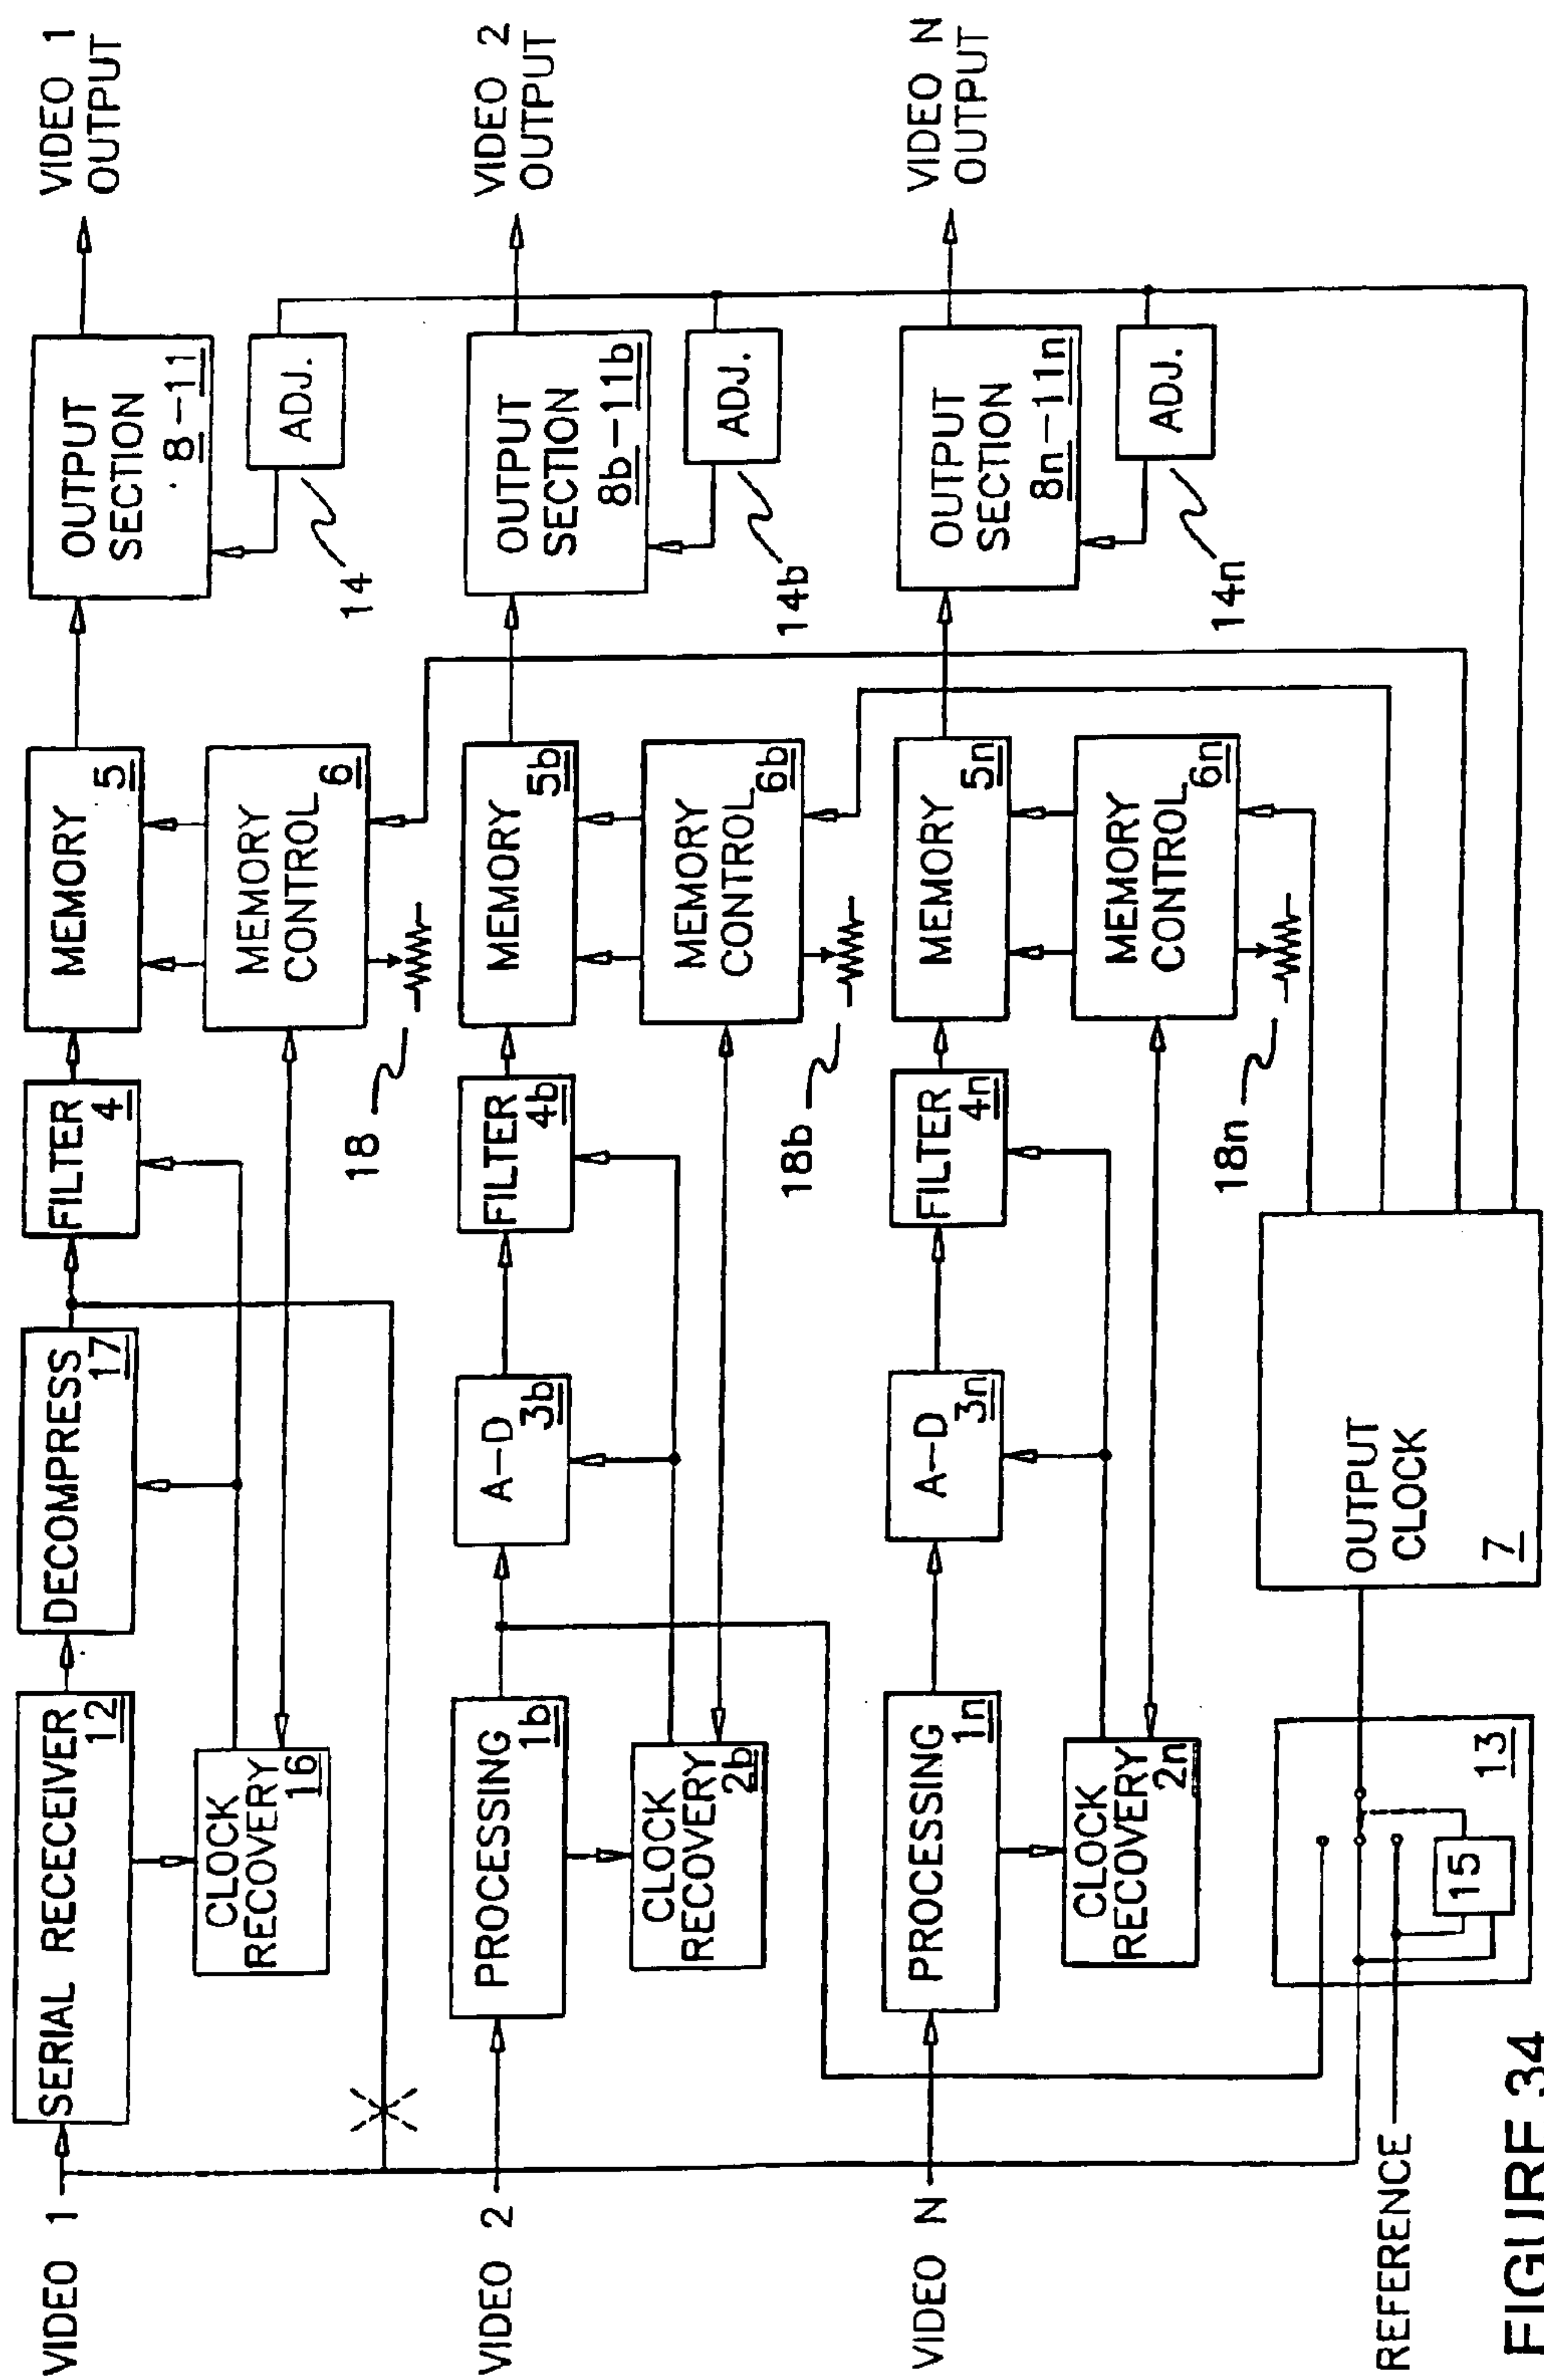 VIDEO 1
SERIAL RECEIVER
12
DECOMPRESS
17
FILTER
4
MEMORY
5
OUTPUT
SECTION
8-11
VIDEO 1
OUTPUT
CLOCK
RECOVERY
16
MEMORY
CONTROL
6
18
ADJ.
14
VIDEO 2
PROCESSING
1b
A-D
3b
FILTER
4b
MEMORY
5b
OUTPUT
SECTION
8b-11b
VIDEO 2
OUTPUT
CLOCK
RECOVERY
2b
MEMORY
CONTROL
6b
18b
ADJ.
14b
VIDEO N
PROCESSING
1n
A-D
3n
FILTER
4n
MEMORY
5n
OUTPUT
SECTION
8n-11n
VIDEO N
OUTPUT
CLOCK
RECOVERY
2n
MEMORY
CONTROL
6n
18n
ADJ.
14n
REFERENCE
15
13
OUTPUT
CLOCK
7
FIGURE 34